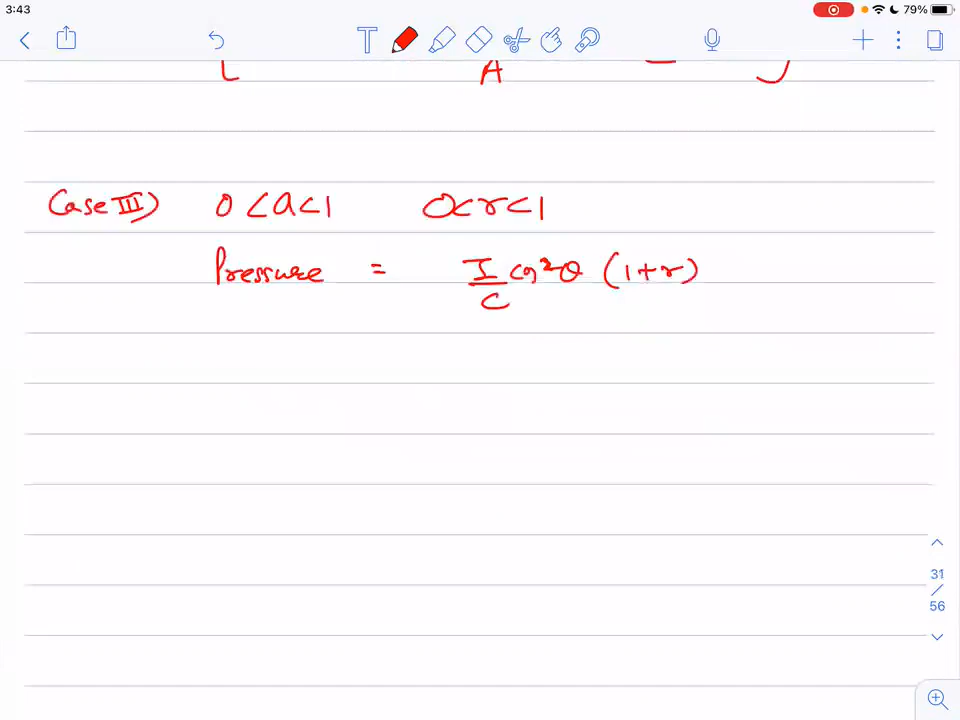 3:43
79%
T
L A
Case III) 0 < a < 1 0 < r < 1
Pressure = I/C cos²θ (1+r)
31
/
56